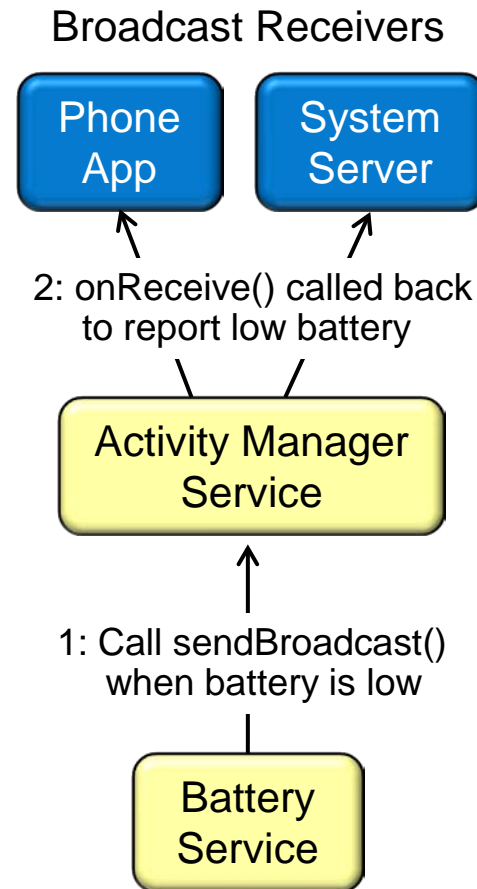 Broadcast Receivers
Phone
App
System
Server
2: onReceive() called back
to report low battery
Activity Manager
Service
1: Call sendBroadcast()
when battery is low
Battery
Service